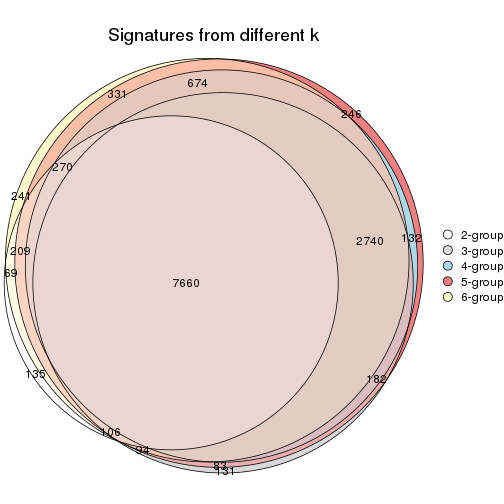 Signatures from different k
674
331
246
270
241
132
2740
209
69
7660
135
182
106
94
83
131
2-group
3-group
4-group
5-group
6-group